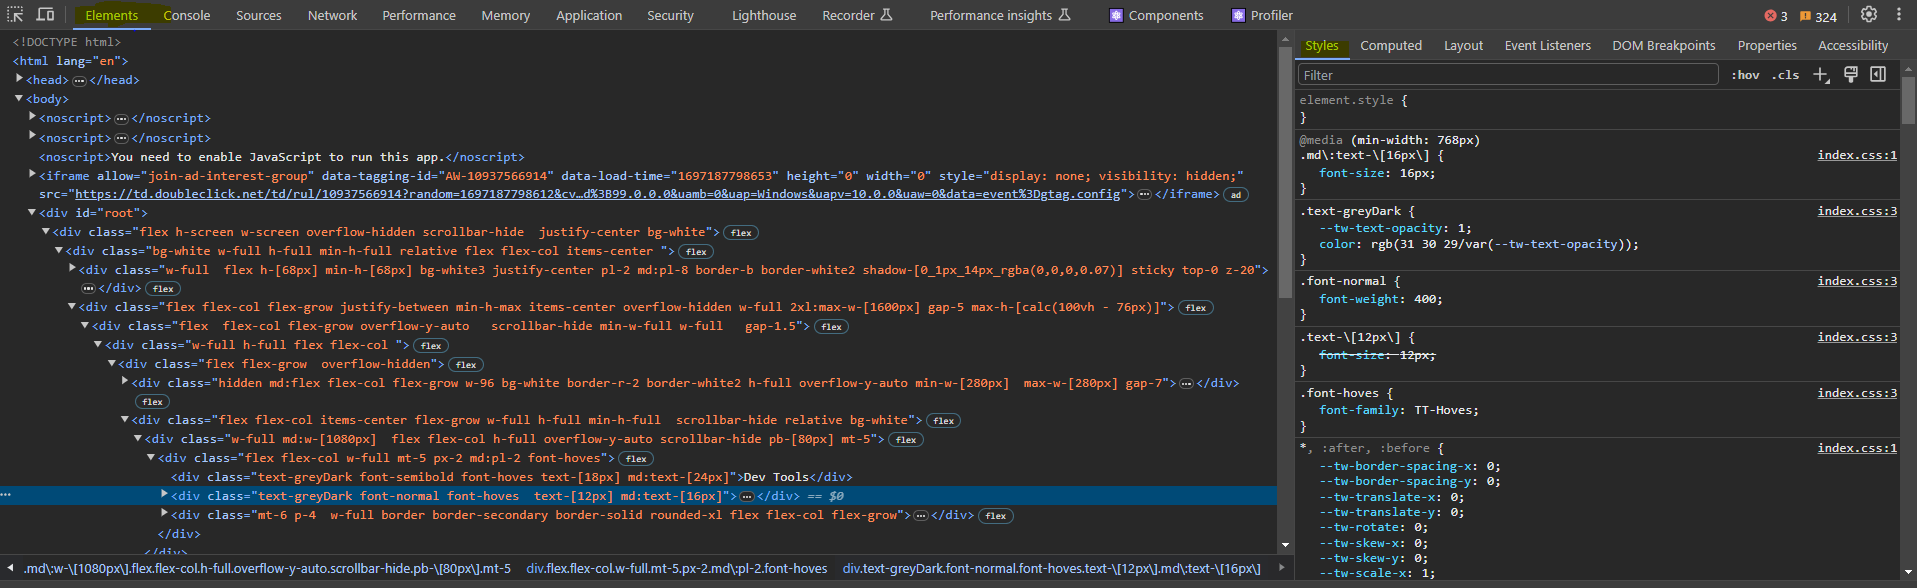 Elements Console Sources Network Performance Memory Application Security Lighthouse Recorder Performance insights Components Profiler 3 324
<!DOCTYPE html>
<html lang="en">
<head> ⋯ </head>
<body>
<noscript> ⋯ </noscript>
<noscript> ⋯ </noscript>
<noscript>You need to enable JavaScript to run this app.</noscript>
<iframe allow="join-ad-interest-group" data-tagging-id="AW-10937566914" data-load-time="1697187798653" height="0" width="0" style="display: none; visibility: hidden;"
src="https://td.doubleclick.net/td/rul/10937566914?random=1697187798612&cv…d%3B99.0.0.0&uamb=0&uap=Windows&uapv=10.0.0&uaw=0&data=event%3Dgtag.config"> ⋯ </iframe> ad
<div id="root">
<div class="flex h-screen w-screen overflow-hidden scrollbar-hide  justify-center bg-white"> flex
<div class="bg-white w-full h-full min-h-full relative flex flex-col items-center "> flex
<div class="w-full  flex h-[68px] min-h-[68px] bg-white3 justify-center pl-2 md:pl-8 border-b border-white2 shadow-[0_1px_14px_rgba(0,0,0,0.07)] sticky top-0 z-20">
⋯ </div> flex
<div class="flex flex-col flex-grow justify-between min-h-max items-center overflow-hidden w-full 2xl:max-w-[1600px] gap-5 max-h-[calc(100vh - 76px)]"> flex
<div class="flex  flex-col flex-grow overflow-y-auto   scrollbar-hide min-w-full w-full   gap-1.5"> flex
<div class="w-full h-full flex flex-col "> flex
<div class="flex flex-grow  overflow-hidden"> flex
<div class="hidden md:flex flex-col flex-grow w-96 bg-white border-r-2 border-white2 h-full overflow-y-auto min-w-[280px]  max-w-[280px] gap-7"> ⋯ </div>
flex
<div class="flex flex-col items-center flex-grow w-full h-full min-h-full  scrollbar-hide relative bg-white"> flex
<div class="w-full md:w-[1080px]  flex flex-col h-full overflow-y-auto scrollbar-hide pb-[80px] mt-5"> flex
<div class="flex flex-col w-full mt-5 px-2 md:pl-2 font-hoves"> flex
<div class="text-greyDark font-semibold font-hoves text-[18px] md:text-[24px]">Dev Tools</div>
⋯ <div class="text-greyDark font-normal font-hoves  text-[12px] md:text-[16px]"> ⋯ </div> == $0
<div class="mt-6 p-4  w-full border border-secondary border-solid rounded-xl flex flex-col flex-grow"> ⋯ </div> flex
</div>
</div>
.md\:w-\[1080px\].flex.flex-col.h-full.overflow-y-auto.scrollbar-hide.pb-\[80px\].mt-5 div.flex.flex-col.w-full.mt-5.px-2.md\:pl-2.font-hoves div.text-greyDark.font-normal.font-hoves.text-\[12px\].md\:text-\[16px\]
Styles Computed Layout Event Listeners DOM Breakpoints Properties Accessibility
Filter :hov .cls
element.style {
}
@media (min-width: 768px)
.md\:text-\[16px\] { index.css:1
font-size: 16px;
}
.text-greyDark { index.css:3
--tw-text-opacity: 1;
color: rgb(31 30 29/var(--tw-text-opacity));
}
.font-normal { index.css:3
font-weight: 400;
}
.text-\[12px\] { index.css:3
font-size: 12px;
}
.font-hoves { index.css:3
font-family: TT-Hoves;
}
*, :after, :before { index.css:1
--tw-border-spacing-x: 0;
--tw-border-spacing-y: 0;
--tw-translate-x: 0;
--tw-translate-y: 0;
--tw-rotate: 0;
--tw-skew-x: 0;
--tw-skew-y: 0;
--tw-scale-x: 1;